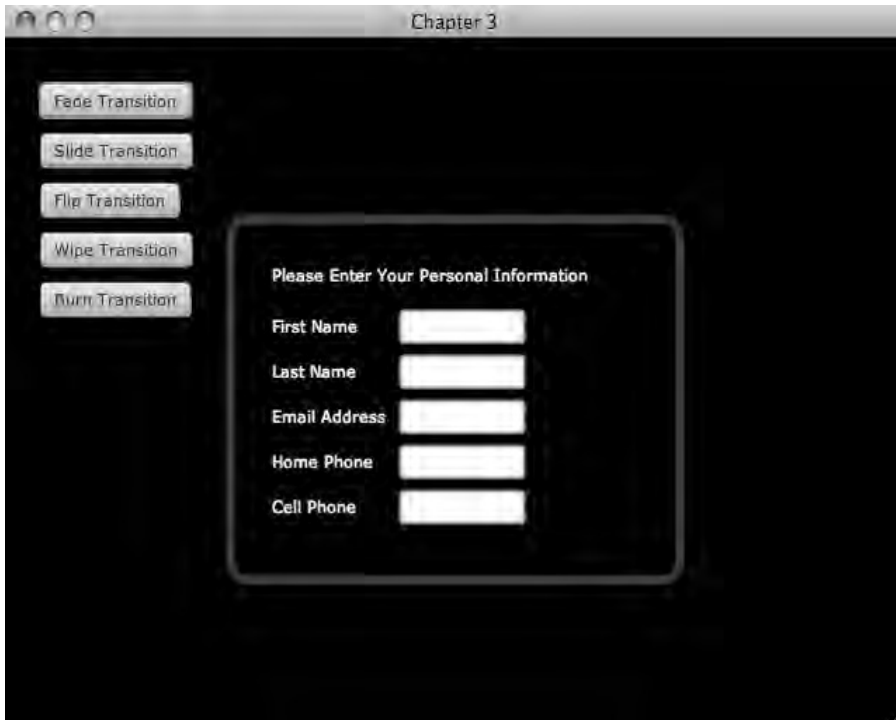 Chapter 3
Fade Transition
Slide Transition
Flip Transition
Wipe Transition
Burn Transition
Please Enter Your Personal Information
First Name
Last Name
Email Address
Home Phone
Cell Phone